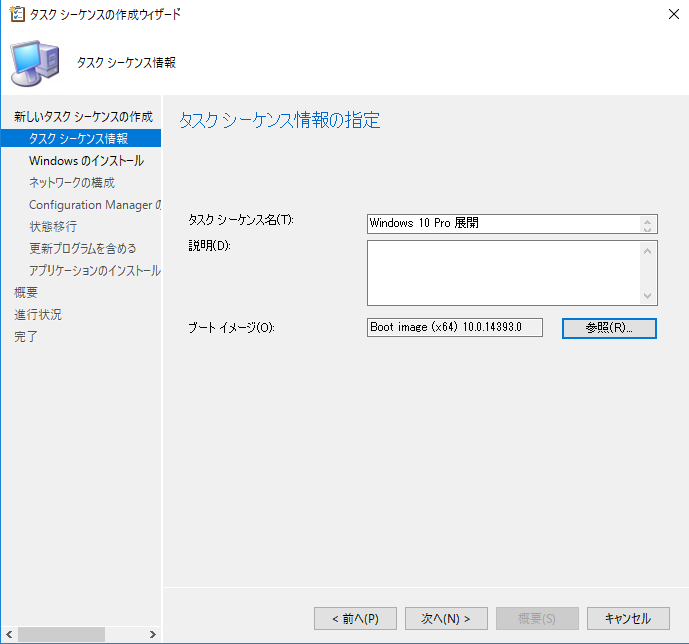 タスク シーケンスの作成ウィザード
タスク シーケンス情報
新しいタスク シーケンスの作成
タスク シーケンス情報
Windows のインストール
ネットワークの構成
Configuration Manager の
状態移行
更新プログラムを含める
アプリケーションのインストール
概要
進行状況
完了
タスク シーケンス情報の指定
タスク シーケンス名(T):
Windows 10 Pro 展開
説明(D):
ブート イメージ(O):
Boot image (x64) 10.0.14393.0
参照(R)...
< 前へ(P)
次へ(N) >
概要(S)
キャンセル